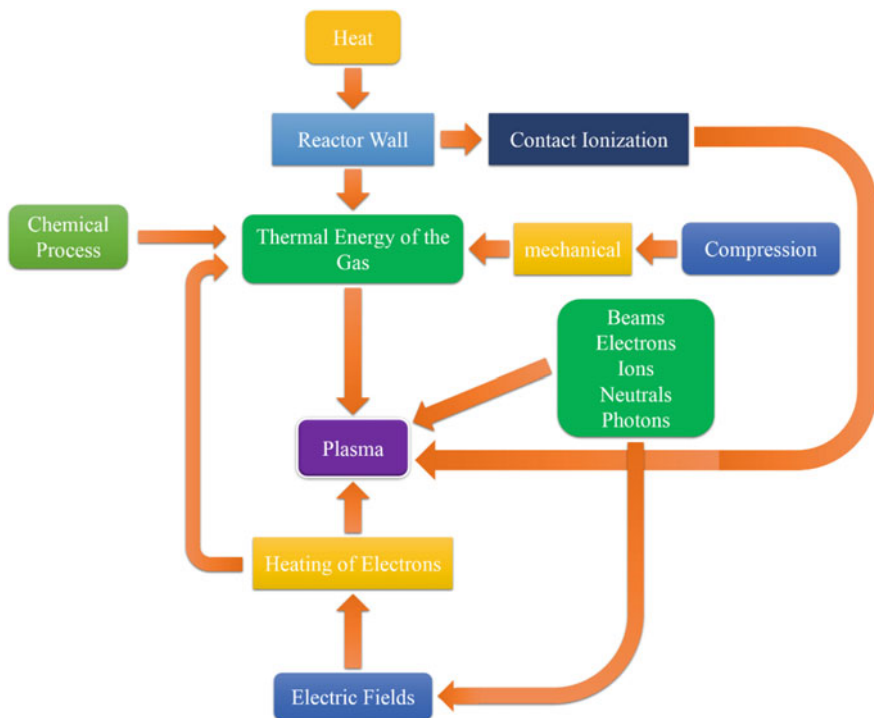 Heat
Reactor Wall
Contact Ionization
Chemical
Process
Thermal Energy of the
Gas
mechanical
Compression
Beams
Electrons
Ions
Neutrals
Photons
Plasma
Heating of Electrons
Electric Fields